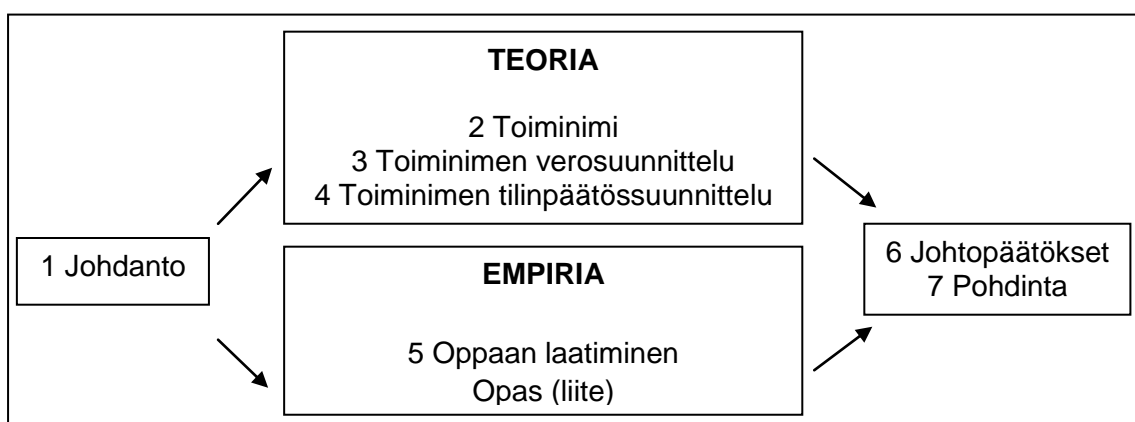 1 Johdanto
TEORIA
2 Toiminimi
3 Toiminimen verosuunnittelu
4 Toiminimen tilinpäätössuunnittelu
EMPIRIA
5 Oppaan laatiminen
Opas (liite)
6 Johtopäätökset
7 Pohdinta